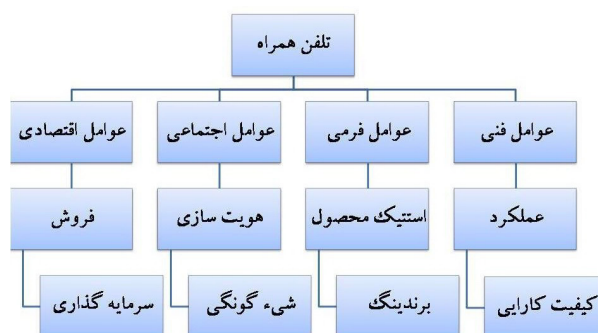 تلفن همراه
عوامل فنی
عوامل فرمی
عوامل اجتماعی
عوامل اقتصادی
عملکرد
استتیک محصول
هویت سازی
فروش
کیفیت کارایی
برندینگ
شیء گونگی
سرمایه گذاری